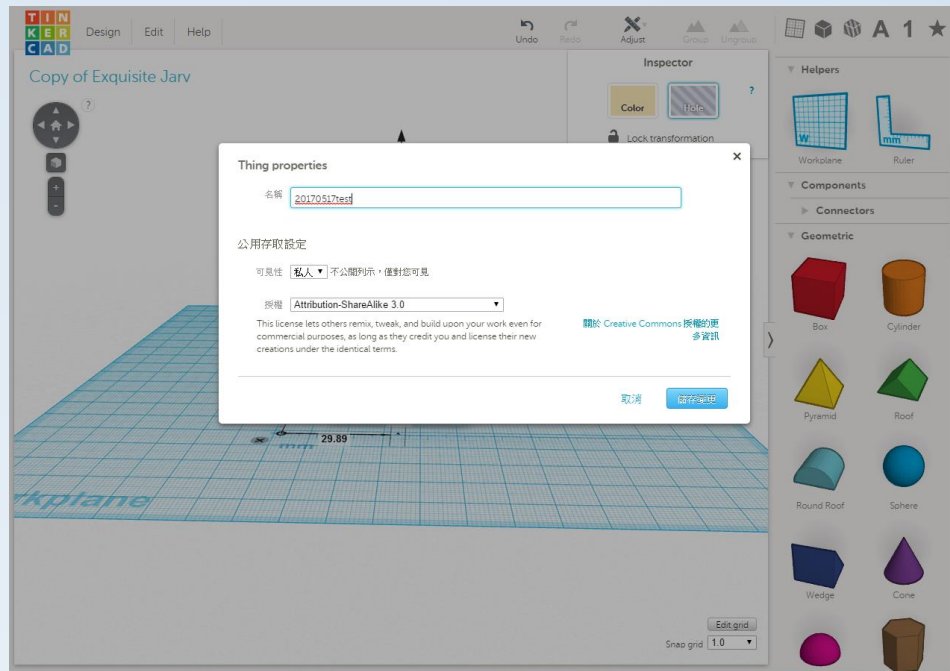 TIN
KER
CAD
Design
Edit
Help
Undo
Redo
Adjust
Group
Ungroup
A 1
Copy of Exquisite Jarv
?
+
-
Inspector
Color
Hole
?
Lock transformation
Thing properties
×
名稱
20170517test
公用存取設定
可見性
私人
不公開列示,僅對您可見
授權
Attribution-ShareAlike 3.0
This license lets others remix, tweak, and build upon your work even for
commercial purposes, as long as they credit you and license their new
creations under the identical terms.
關於 Creative Commons 授權的更
多資訊
取消
儲存變更
29.89
mm
rkplane
Edit grid
Snap grid
1.0
Helpers
W
mm
Workplane
Ruler
Components
Connectors
Geometric
Box
Cylinder
Pyramid
Roof
Round Roof
Sphere
Wedge
Cone